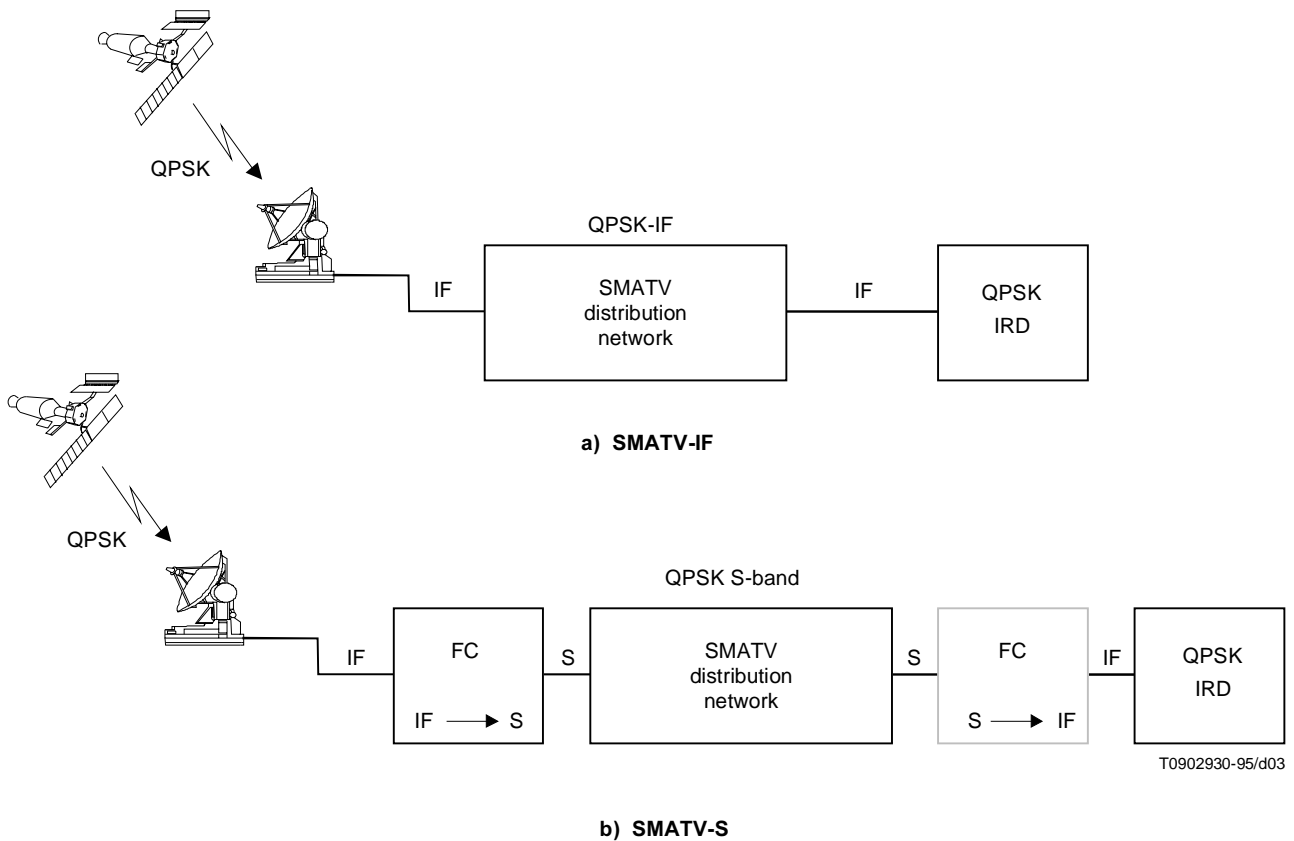 QPSK
QPSK-IF
IF
SMATV
distribution
network
IF
QPSK
IRD
a) SMATV-IF
QPSK
QPSK S-band
IF
FC
IF S
S
SMATV
distribution
network
S
FC
S IF
IF
QPSK
IRD
T0902930-95/d03
b) SMATV-S